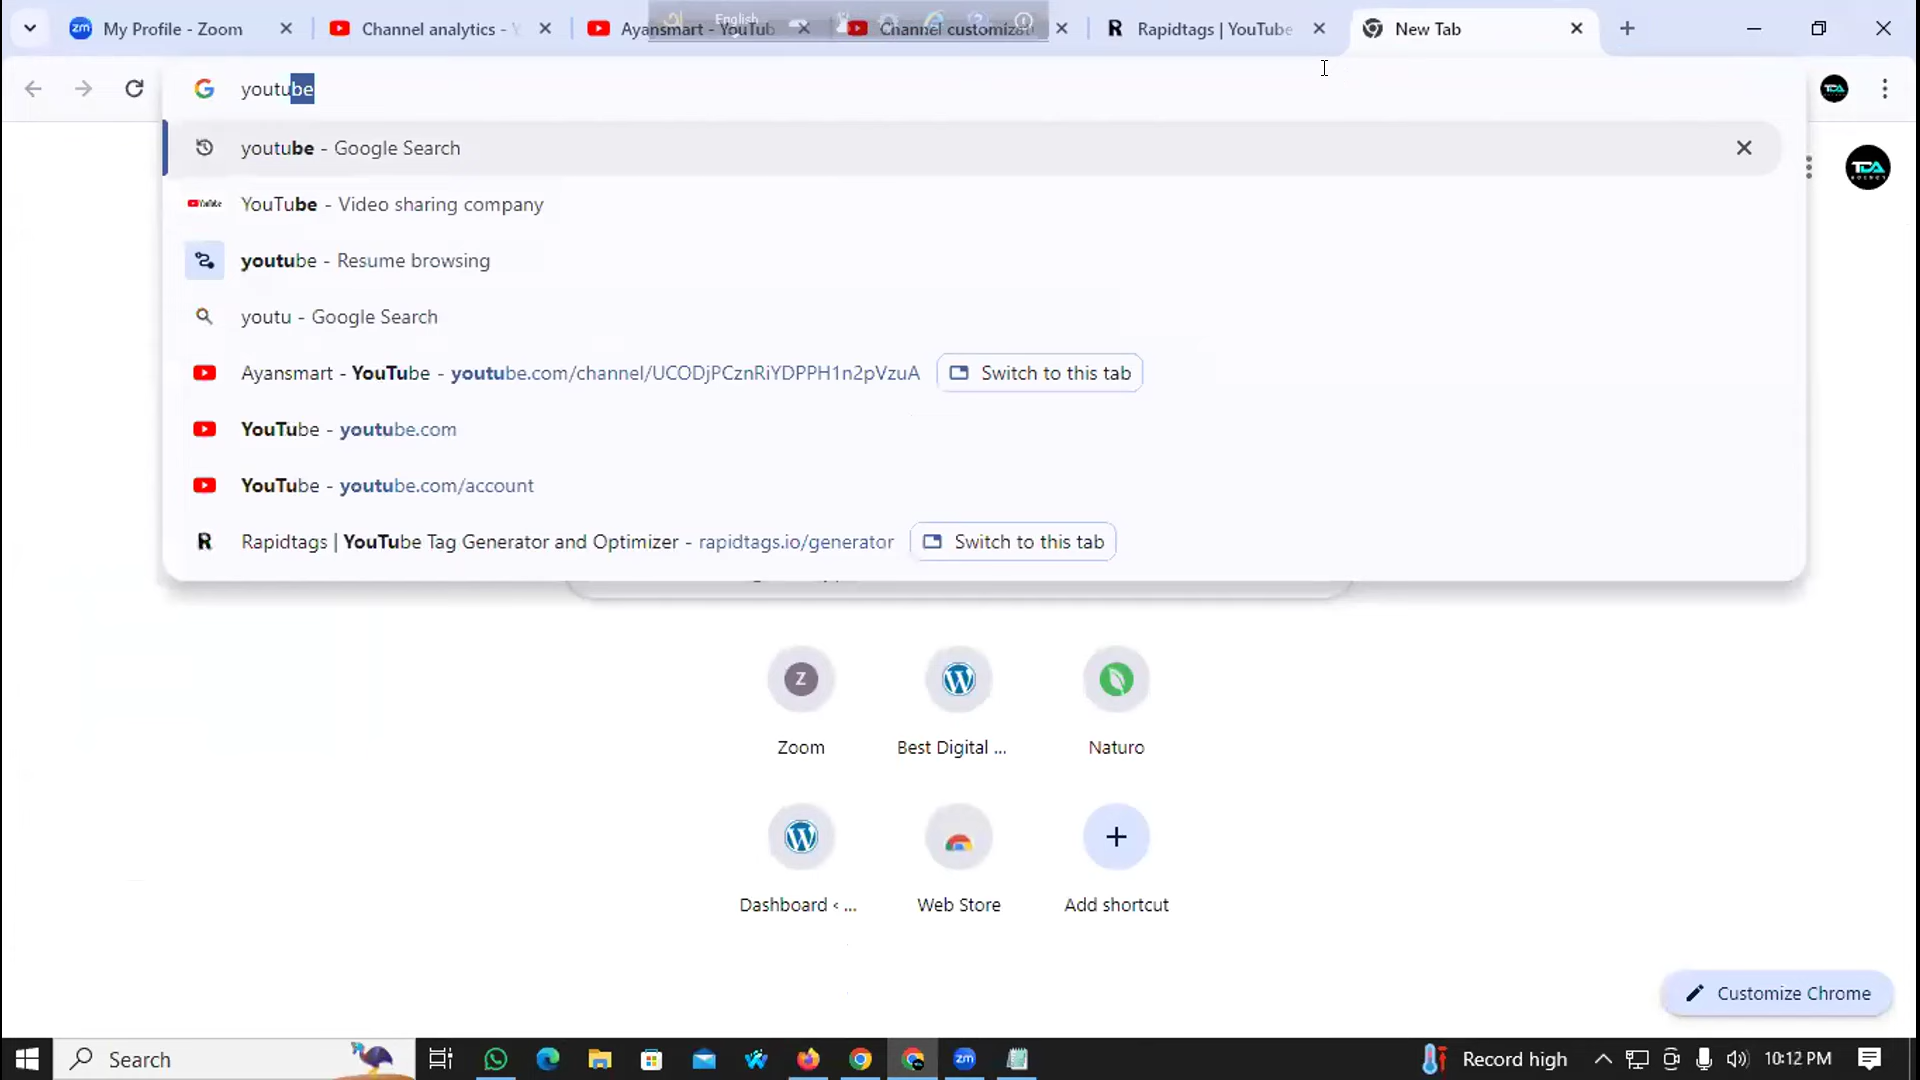 My Profile - Zoom
Channel analytics -
Ayansmart - YouTub
English
Channel customizati
Rapidtags | YouTube
New Tab
youtube
youtube - Google Search
YouTube - Video sharing company
youtube - Resume browsing
youtu - Google Search
Ayansmart - YouTube - youtube.com/channel/UCODjPCznRiYDPPH1n2pVzuA
Switch to this tab
YouTube - youtube.com
YouTube - youtube.com/account
Rapidtags | YouTube Tag Generator and Optimizer - rapidtags.io/generator
Switch to this tab
Z
Zoom
Best Digital ...
Naturo
Dashboard < ...
Web Store
Add shortcut
Customize Chrome
Search
zm
Record high
10:12 PM